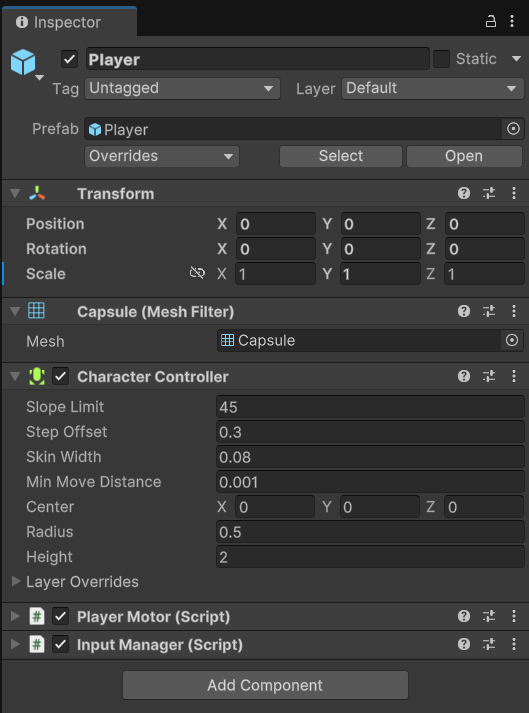 Inspector
Player
Static
Tag Untagged Layer Default
Prefab Player
Overrides Select Open
Transform
Position X 0 Y 0 Z 0
Rotation X 0 Y 0 Z 0
Scale X 1 Y 1 Z 1
Capsule (Mesh Filter)
Mesh Capsule
Character Controller
Slope Limit 45
Step Offset 0.3
Skin Width 0.08
Min Move Distance 0.001
Center X 0 Y 0 Z 0
Radius 0.5
Height 2
Layer Overrides
# Player Motor (Script)
# Input Manager (Script)
Add Component